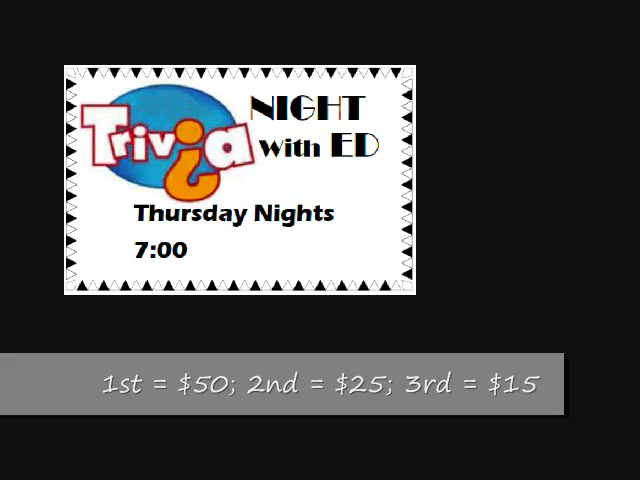 Trivia
NIGHT
With ED
Thursday Nights
7:00
1st = $50; 2nd = $25; 3rd = $15